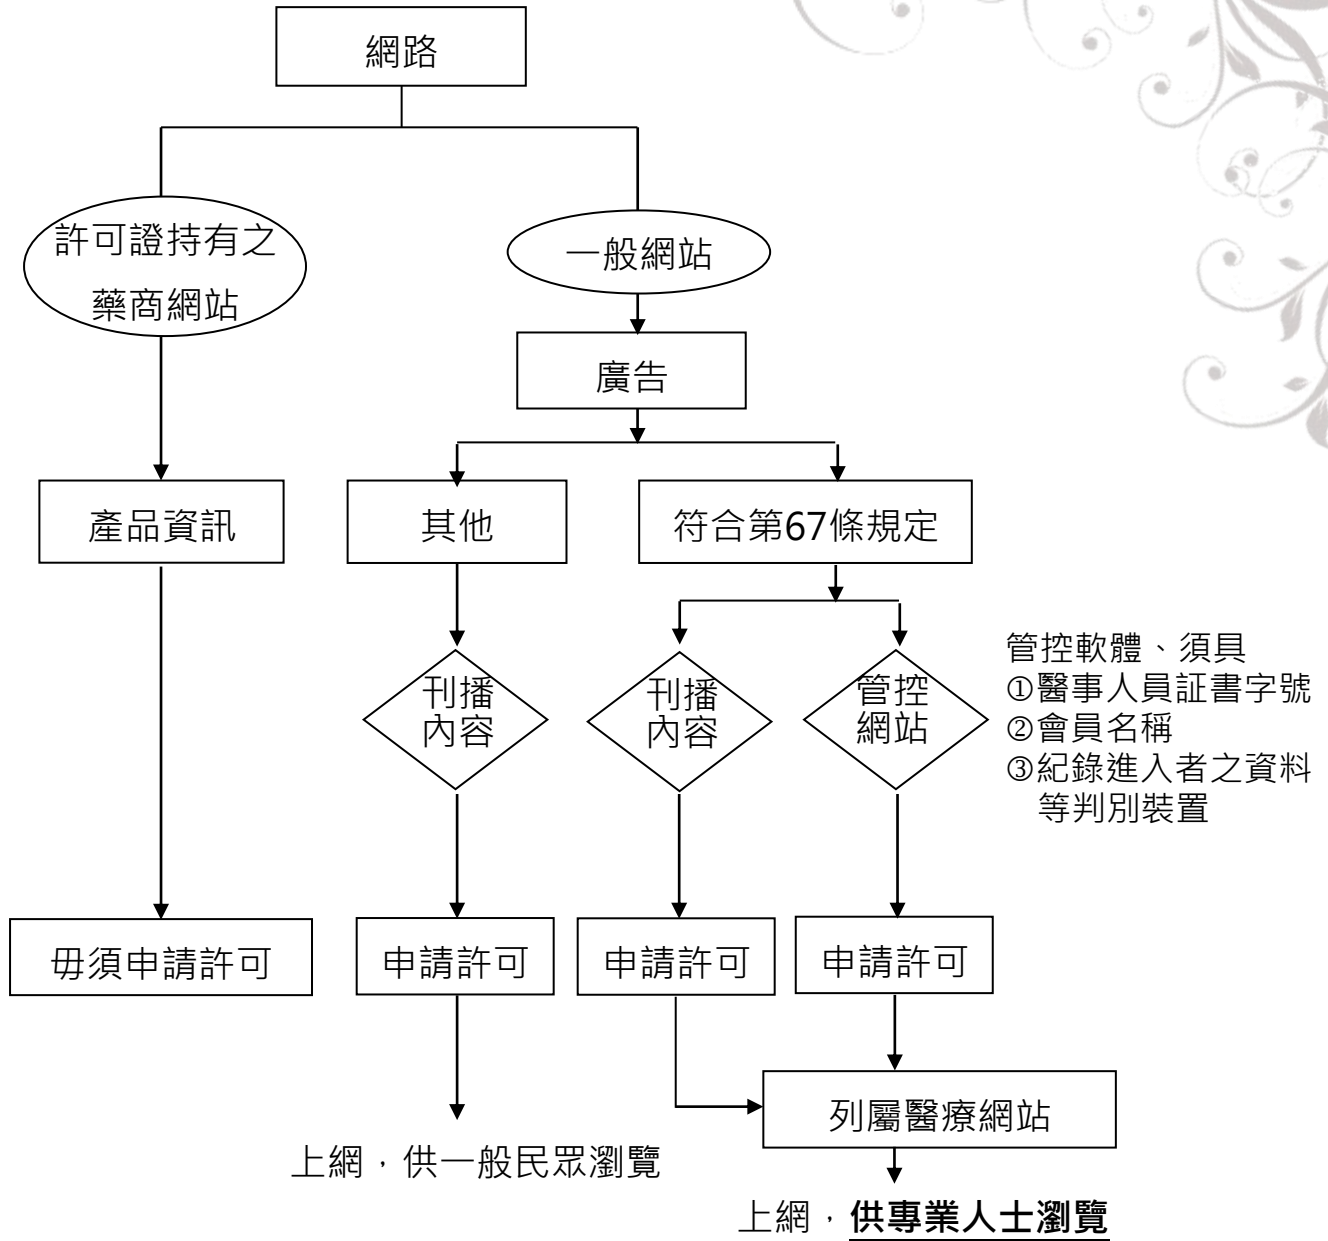 網路
許可證持有之
藥商網站
一般網站
廣告
產品資訊
其他
符合第67條規定
刊播
內容
刊播
內容
管控
網站
管控軟體、須具
①醫事人員証書字號
②會員名稱
③紀錄進入者之資料
等判別裝置
毋須申請許可
申請許可
申請許可
申請許可
列屬醫療網站
上網，供一般民眾瀏覽
上網，供專業人士瀏覽